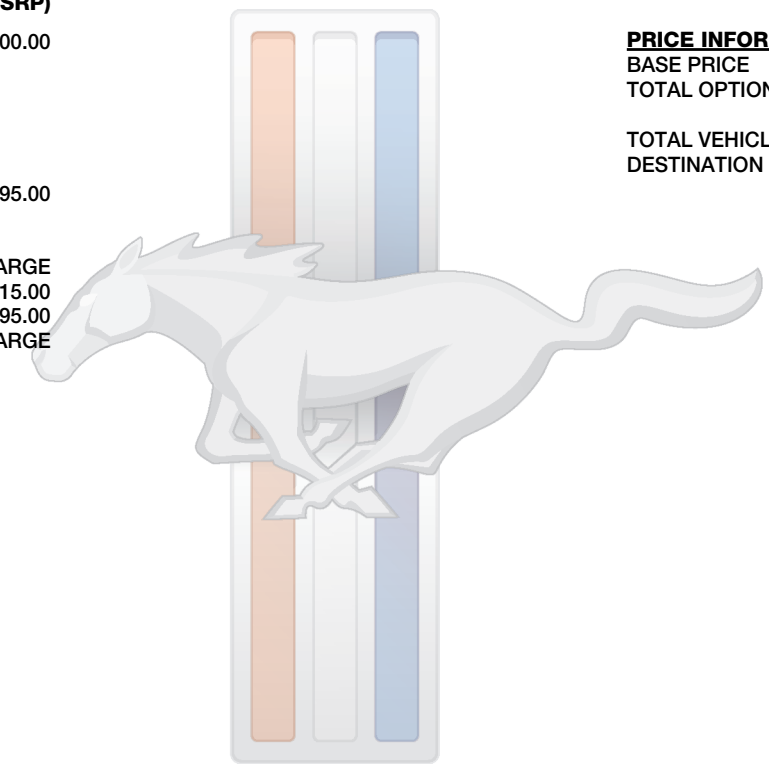 SRP)
00.00
95.00
ARGE
15.00
95.00
ARGE
PRICE INFOR
BASE PRICE
TOTAL OPTION
TOTAL VEHICL
DESTINATION